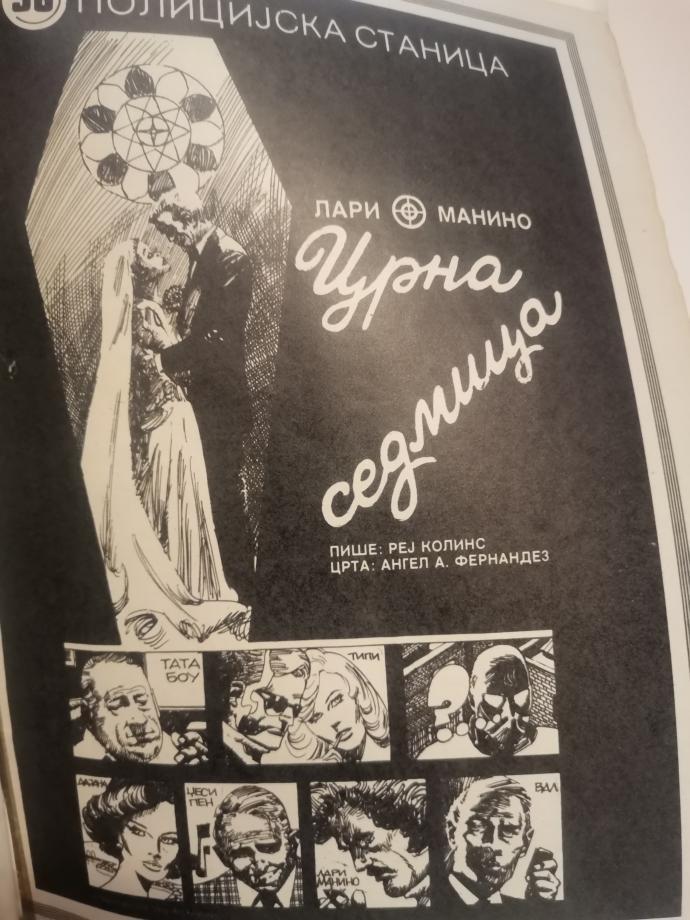 ПОЛИЦИЈСКА СТАНИЦА
ЛАРИ МАНИНО
Црна
седмица
ПИШЕ: РЕЈ КОЛИНС
ЦРТА: АНГЕЛ А. ФЕРНАНДЕЗ
ТАТА
БОУ
ТИПИ
ДАЈАНА
ЏЕСИ
ПЕН
ЛАРИ
МАНИНО
ВАЛ